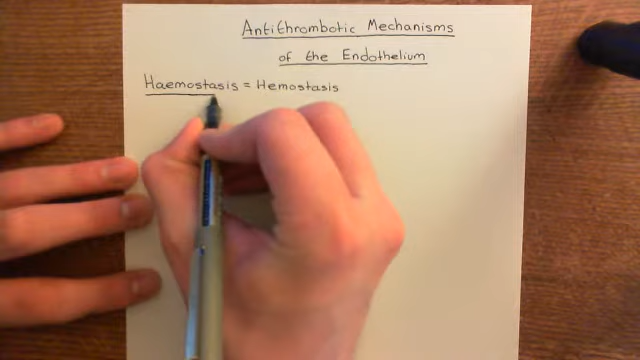 Antithrombotic Mechanisms
of the Endothelium
Haemostasis = Hemostasis